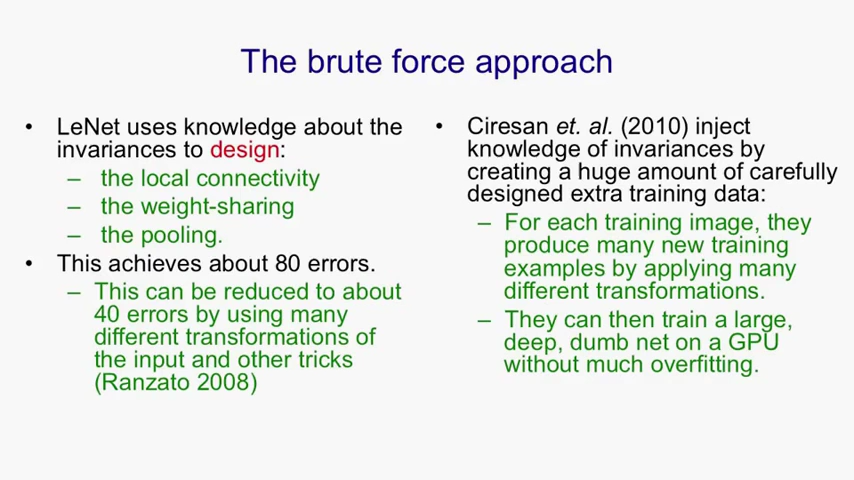 The brute force approach
• LeNet uses knowledge about the
invariances to design:
– the local connectivity
– the weight-sharing
– the pooling.
• This achieves about 80 errors.
– This can be reduced to about
40 errors by using many
different transformations of
the input and other tricks
(Ranzato 2008)
• Ciresan et. al. (2010) inject
knowledge of invariances by
creating a huge amount of carefully
designed extra training data:
– For each training image, they
produce many new training
examples by applying many
different transformations.
– They can then train a large,
deep, dumb net on a GPU
without much overfitting.